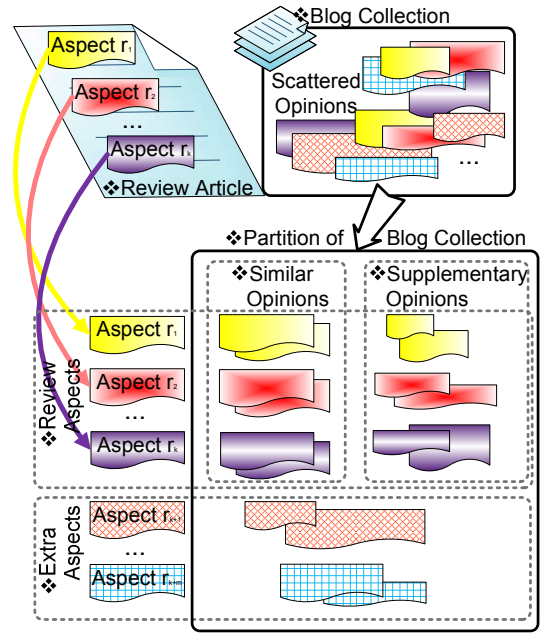 Aspect r1
Aspect r2
...
Aspect rk
❖Review Article
❖Blog Collection
Scattered
Opinions
...
❖Partition of Blog Collection
❖Similar
Opinions
❖Supplementary
Opinions
❖Review
Aspects
Aspect r1
Aspect r2
...
Aspect rk
❖Extra
Aspects
Aspect rk+1
...
Aspect rk+m